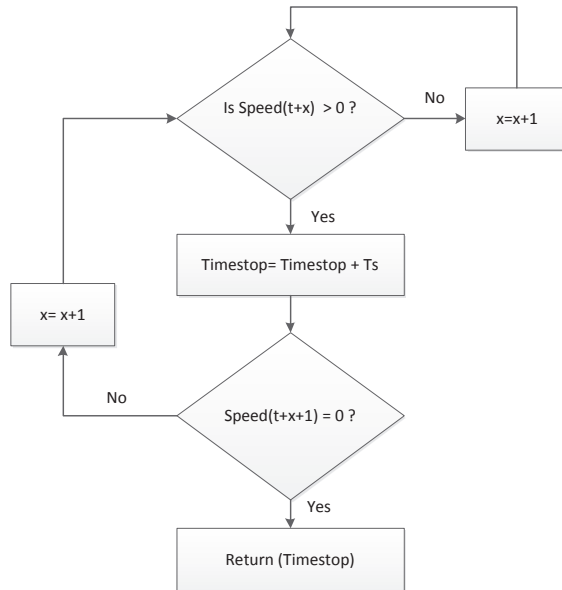 Is Speed(t+x) > 0 ?
No
x=x+1
Yes
Timestop= Timestop + Ts
x= x+1
No
Speed(t+x+1) = 0 ?
Yes
Return (Timestop)